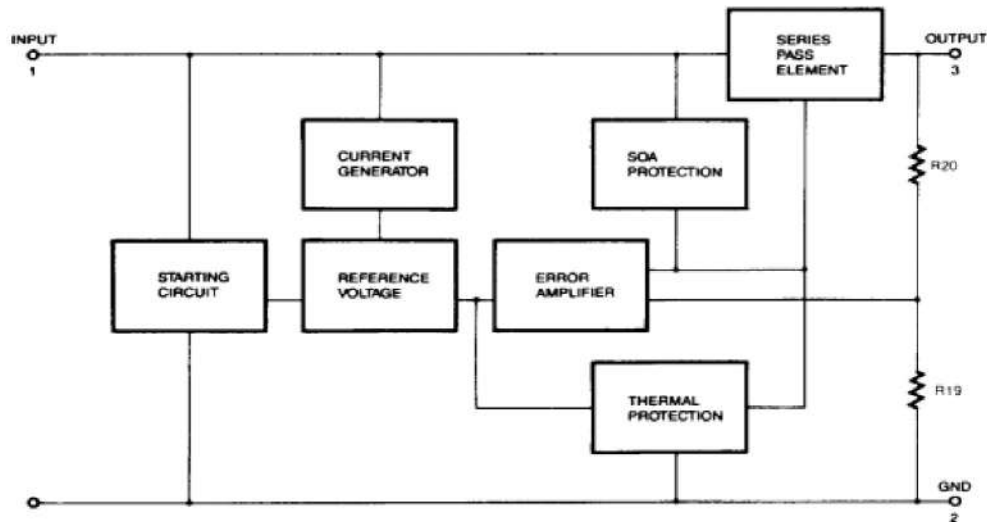 INPUT
1
SERIES
PASS
ELEMENT
OUTPUT
3
CURRENT
GENERATOR
SOA
PROTECTION
R20
STARTING
CIRCUIT
REFERENCE
VOLTAGE
ERROR
AMPLIFIER
THERMAL
PROTECTION
R19
GND
2